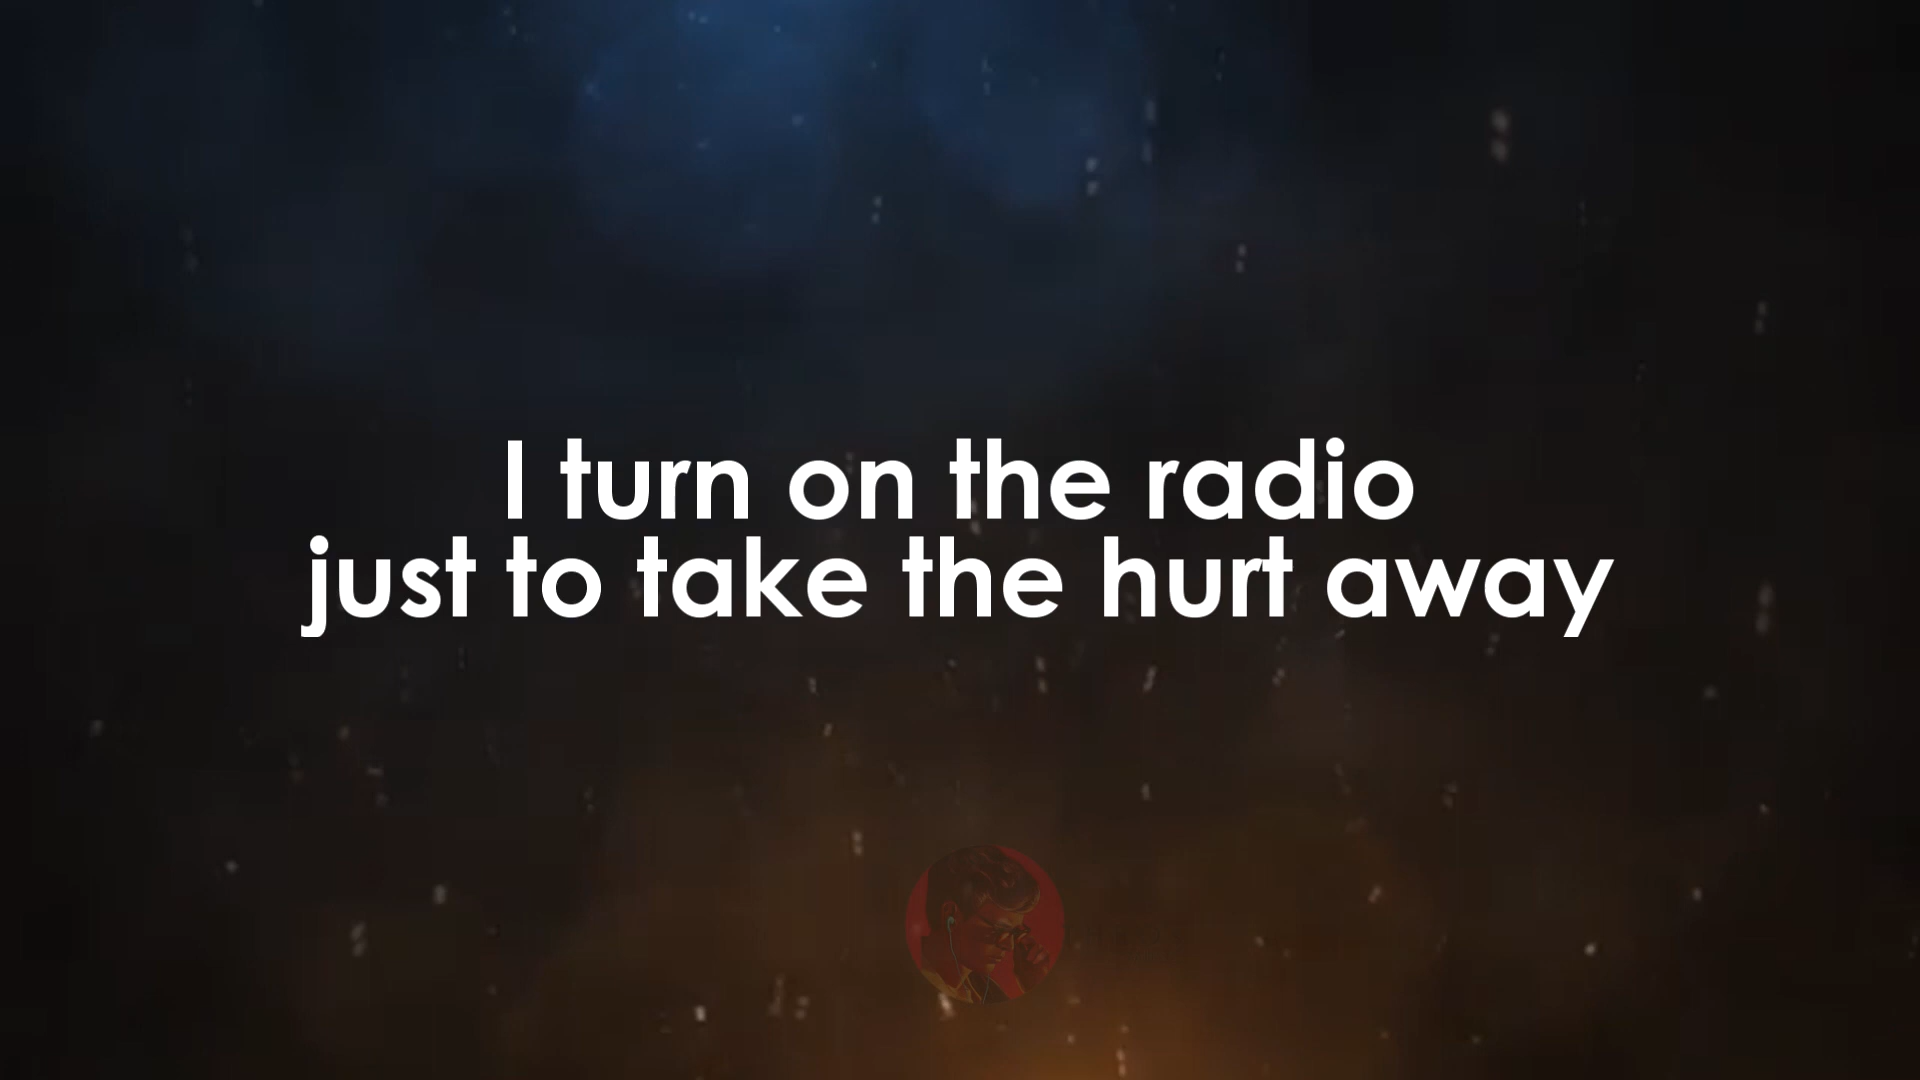 I turn on the radio
just to take the hurt away